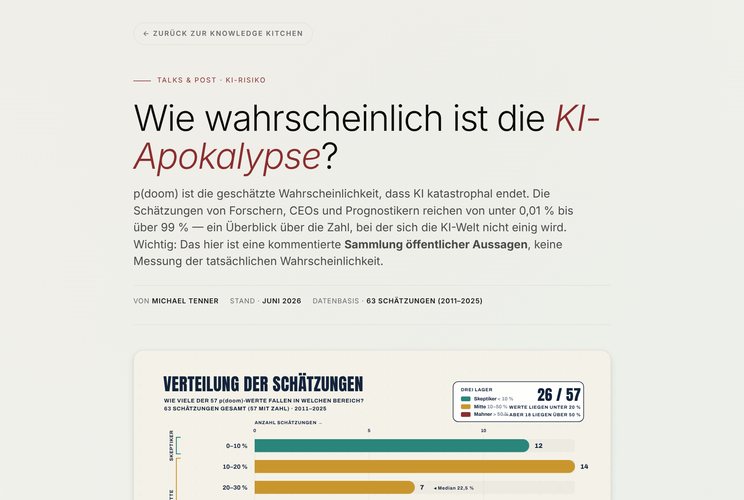 ← ZURÜCK ZUR KNOWLEDGE KITCHEN
TALKS & POST · KI-RISIKO
Wie wahrscheinlich ist die KI-
Apokalypse?
p(doom) ist die geschätzte Wahrscheinlichkeit, dass KI katastrophal endet. Die
Schätzungen von Forschern, CEOs und Prognostikern reichen von unter 0,01 % bis
über 99 % — ein Überblick über die Zahl, bei der sich die KI-Welt nicht einig wird.
Wichtig: Das hier ist eine kommentierte Sammlung öffentlicher Aussagen, keine
Messung der tatsächlichen Wahrscheinlichkeit.
VON MICHAEL TENNER STAND · JUNI 2026 DATENBASIS · 63 SCHÄTZUNGEN (2011–2025)
VERTEILUNG DER SCHÄTZUNGEN
WIE VIELE DER 57 p(doom)-WERTE FALLEN IN WELCHEN BEREICH?
63 SCHÄTZUNGEN GESAMT (57 MIT ZAHL) · 2011–2025
DREI LAGER
26 / 57
Skeptiker < 10 %
Mitte 10–50 % WERTE LIEGEN UNTER 20 %
Mahner > 50 % ABER 18 LIEGEN ÜBER 50 %
ANZAHL SCHÄTZUNGEN →
0 5 10
SKEPTIKER
0–10 % 12
10–20 % 14
20–30 % 7 ◂ Median 22,5 %